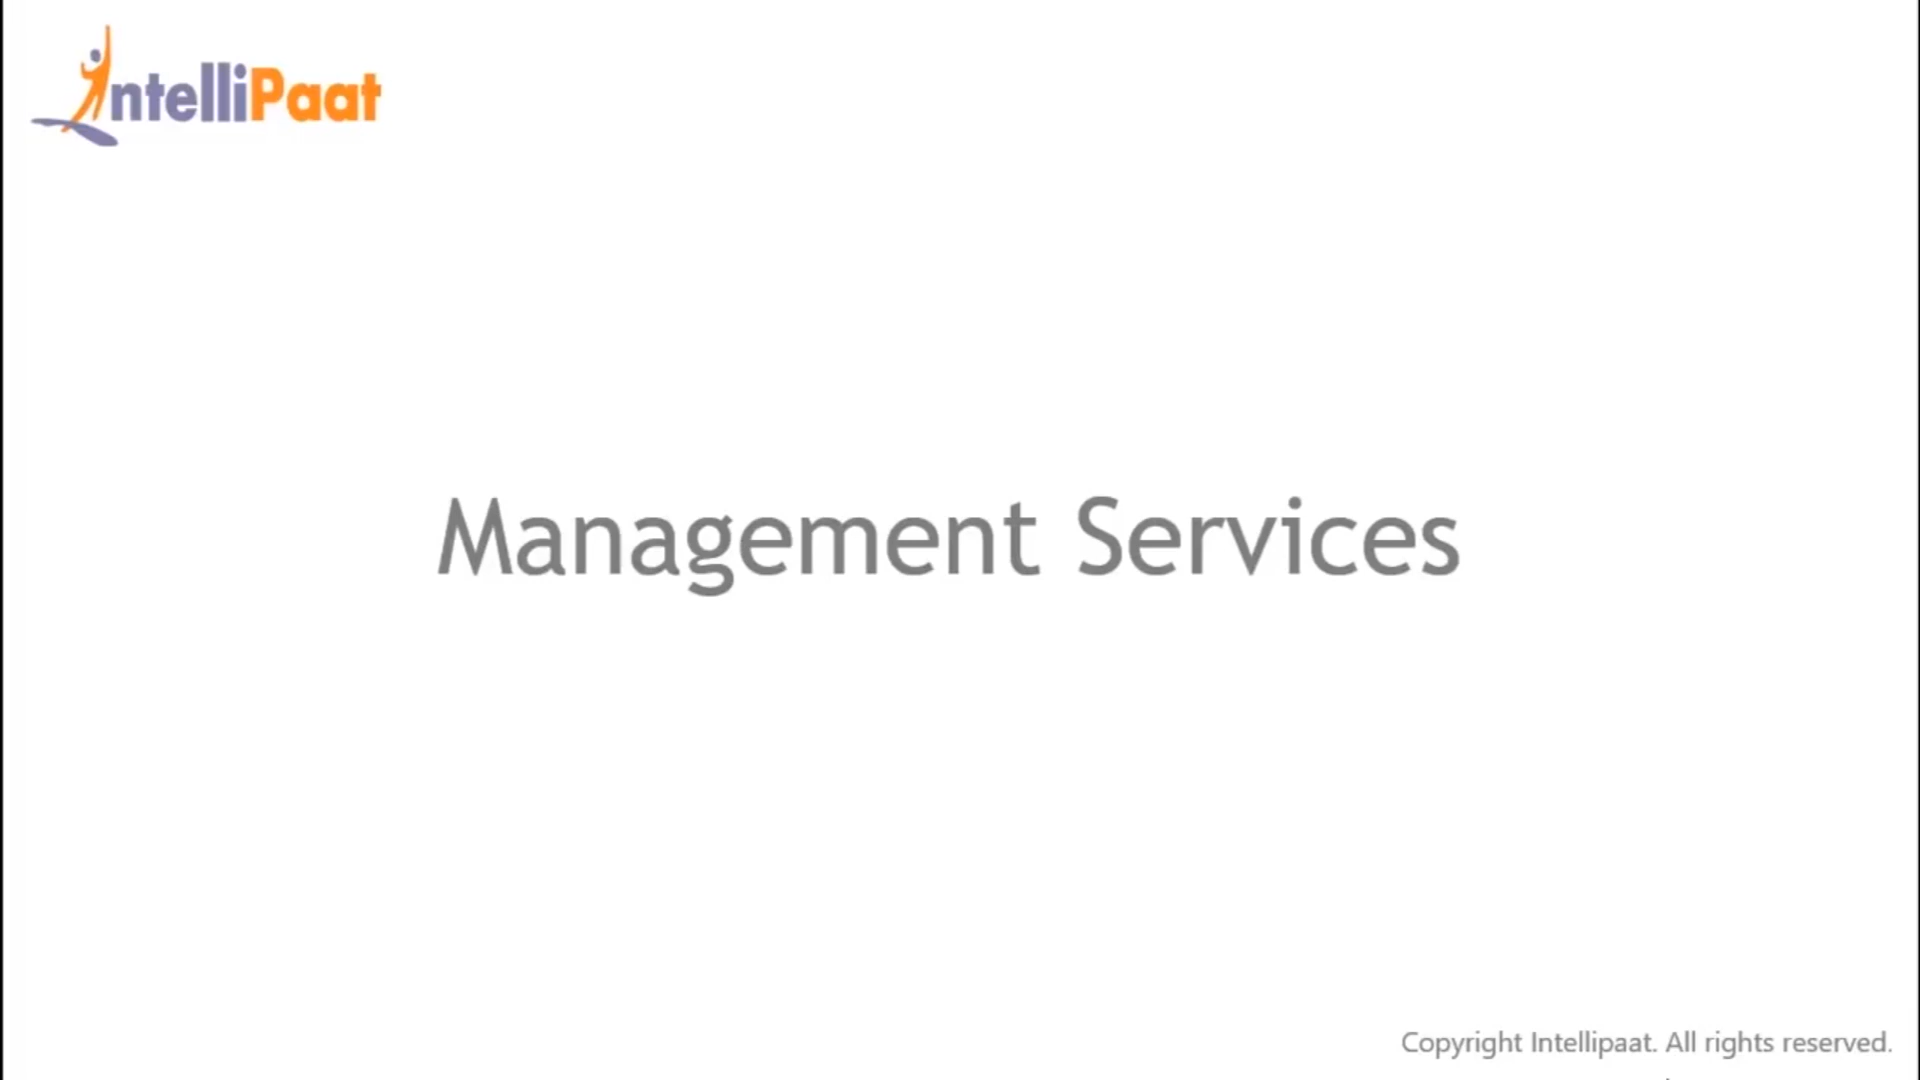 IntelliPaat
Management Services
Copyright Intellipaat. All rights reserved.